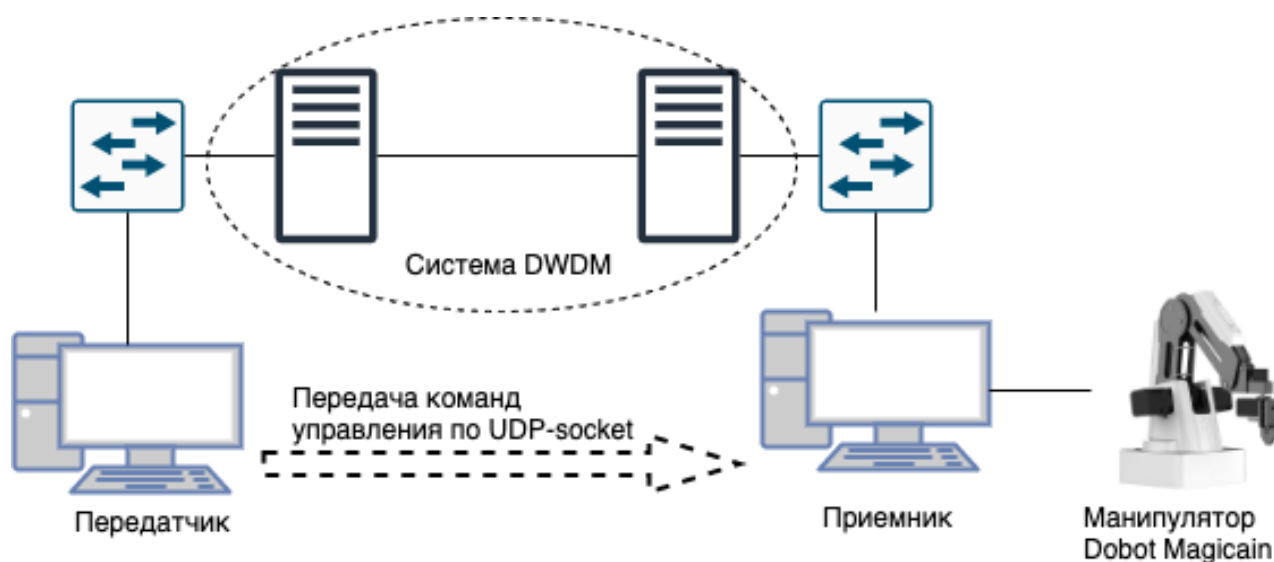 Система DWDM
Передача команд
управления по UDP-socket
Передатчик
Приемник
Манипулятор
Dobot Magicain